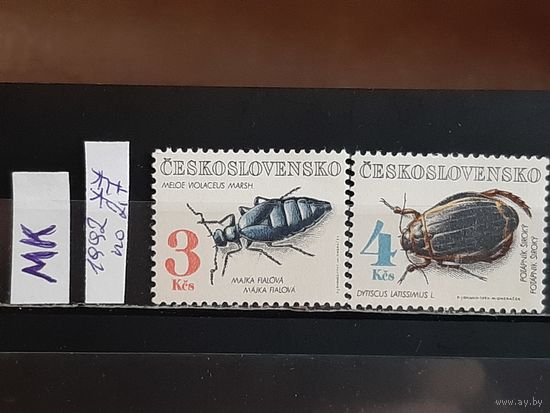 MK
1992
ČESKOSLOVENSKO
MELOE VIOLACEUS MARSH.
3
Kčs
MAJKA FIALOVÁ
MÁJKA FIALOVÁ
ČESKOSLOVENSKO
4
Kčs
POTÁPNÍK ŠIROKÝ
POTÁPNIK ŠIROKÝ
DYTISCUS LATISSIMUS L.
www.ay.by